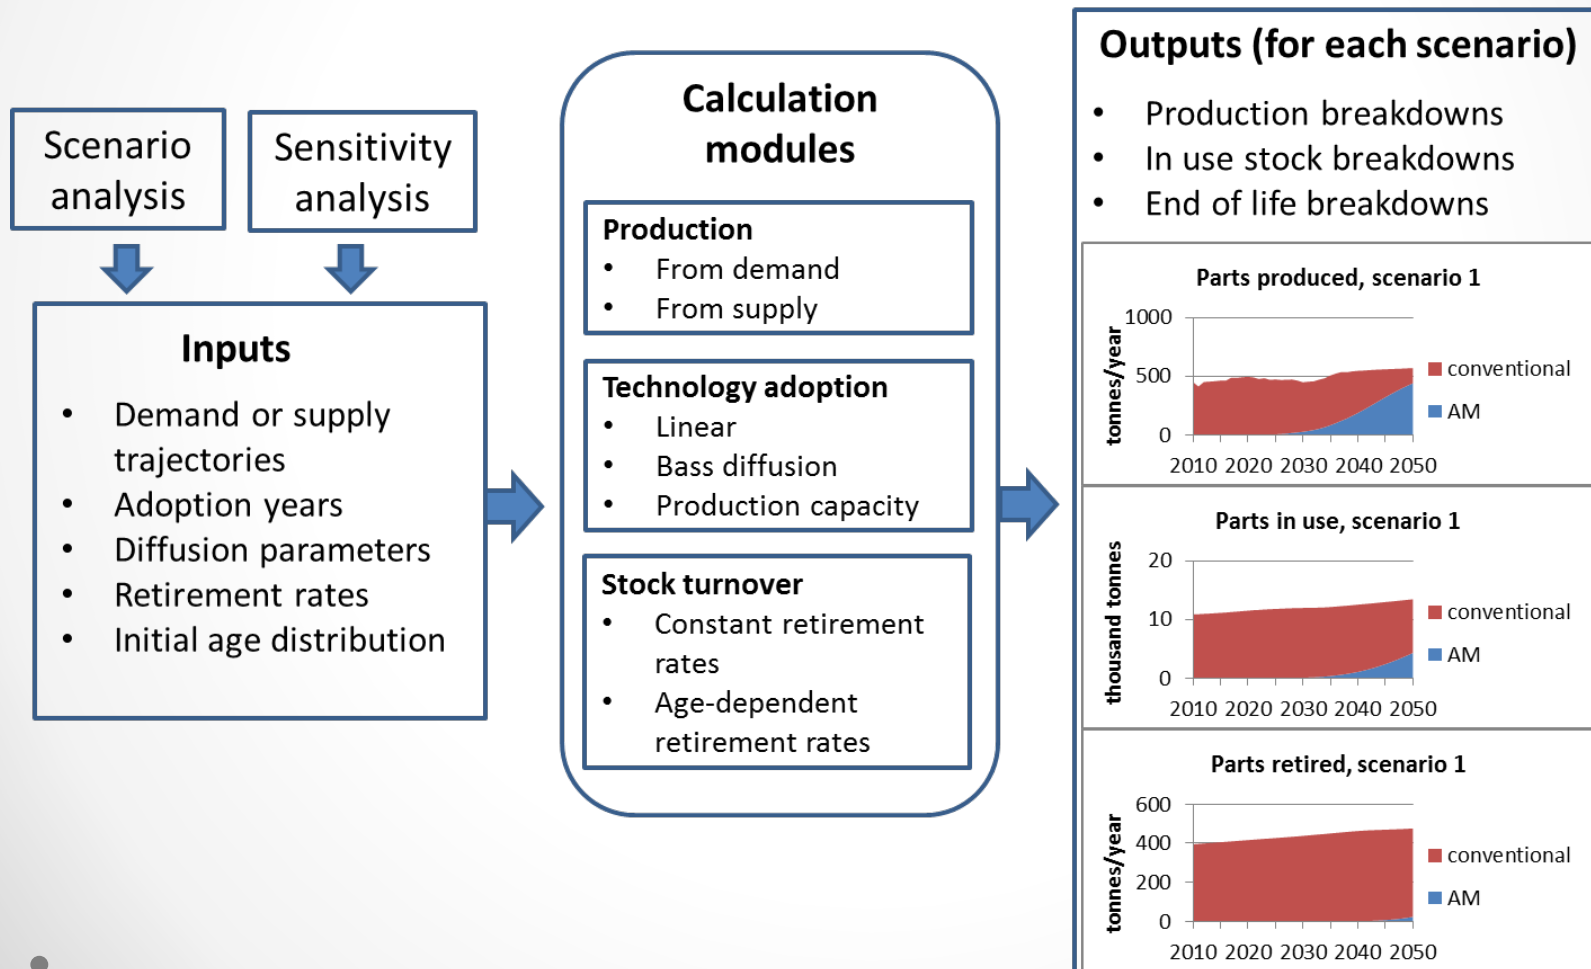 Scenario
analysis
Sensitivity
analysis
Inputs
• Demand or supply
trajectories
• Adoption years
• Diffusion parameters
• Retirement rates
• Initial age distribution
Calculation
modules
Production
• From demand
• From supply
Technology adoption
• Linear
• Bass diffusion
• Production capacity
Stock turnover
• Constant retirement
rates
• Age-dependent
retirement rates
Outputs (for each scenario)
• Production breakdowns
• In use stock breakdowns
• End of life breakdowns
Parts produced, scenario 1
tonnes/year
1000
500
0
2010 2020 2030 2040 2050
conventional
AM
Parts in use, scenario 1
thousand tonnes
20
10
0
2010 2020 2030 2040 2050
conventional
AM
Parts retired, scenario 1
tonnes/year
600
400
200
0
2010 2020 2030 2040 2050
conventional
AM